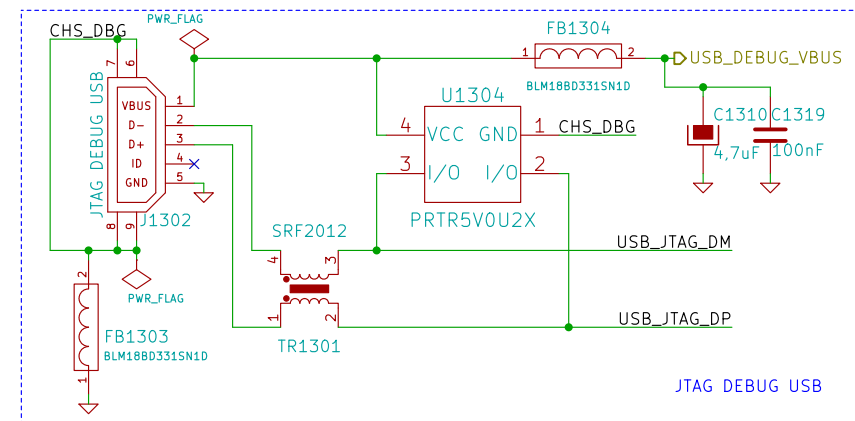 PWR_FLAG
CHS_DBG
FB1304
7
6
1
2
USB_DEBUG_VBUS
BLM18BD331SN1D
JTAG DEBUG USB
VBUS
1
D-
2
D+
3
ID
4
GND
5
U1304
4
VCC
GND
1
CHS_DBG
3
I/O
I/O
2
PRTR5V0U2X
C1310
C1319
4,7uF
100nF
J1302
8
9
SRF2012
4
3
USB_JTAG_DM
2
PWR_FLAG
1
2
USB_JTAG_DP
FB1303
BLM18BD331SN1D
TR1301
1
JTAG DEBUG USB